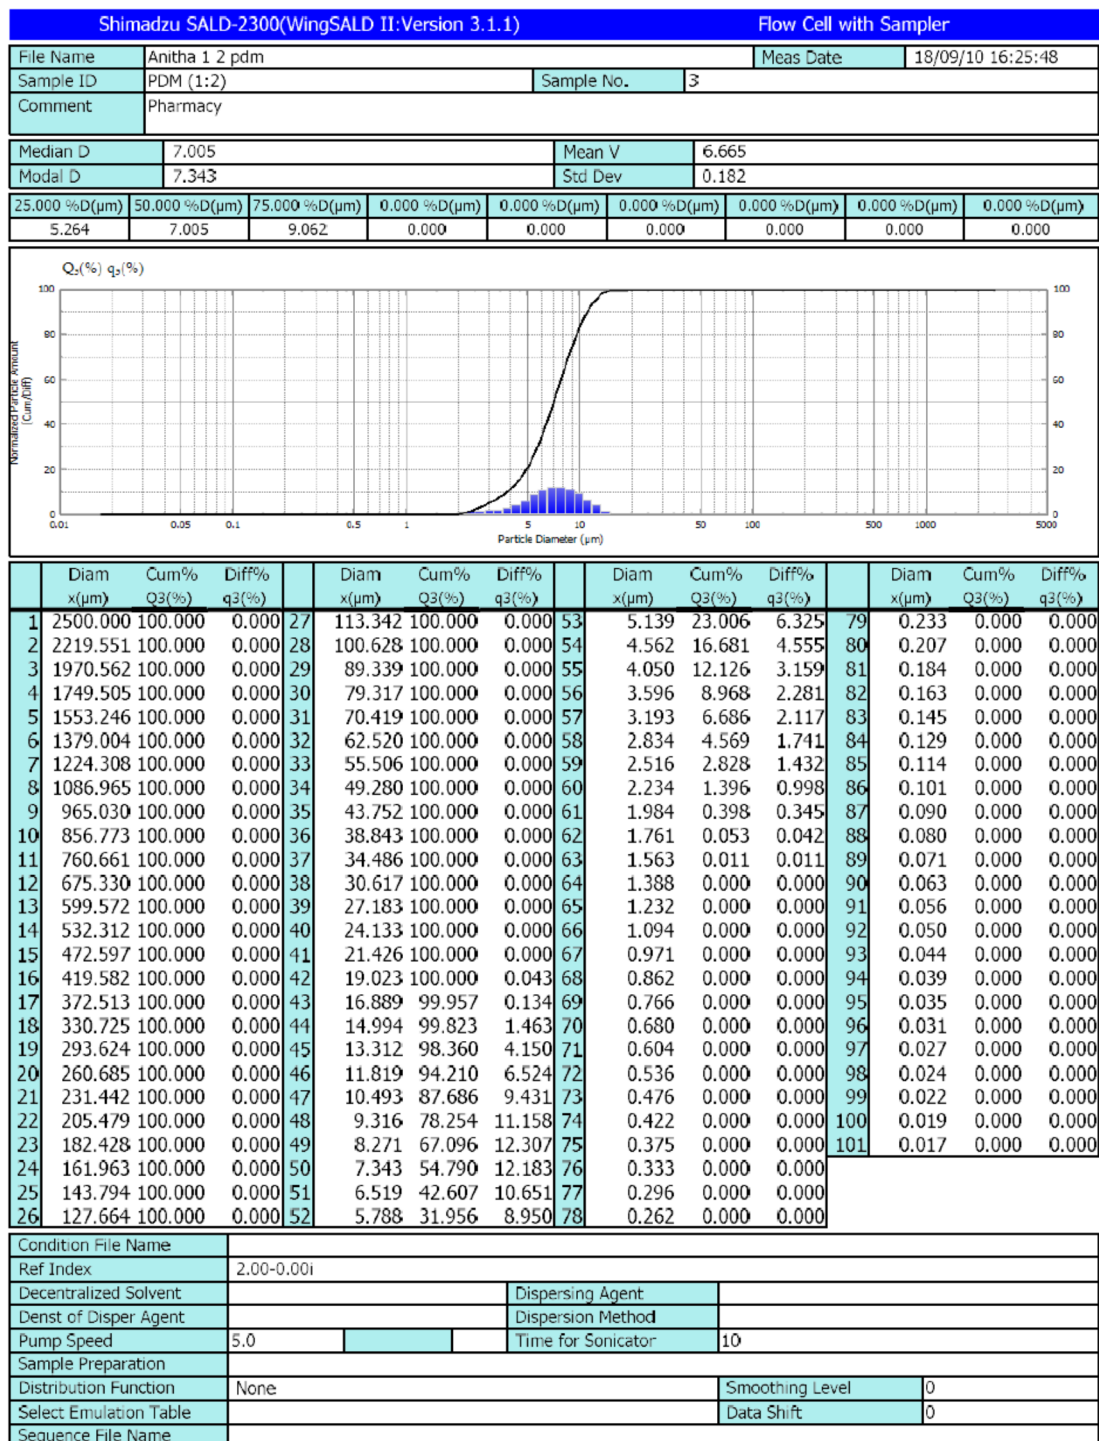 Shimadzu SALD-2300(WingSALD II:Version 3.1.1) Flow Cell with Sampler
File Name Anitha 1 2 pdm Meas Date 18/09/10 16:25:48
Sample ID PDM (1:2) Sample No. 3
Comment Pharmacy
Median D 7.005 Mean V 6.665
Modal D 7.343 Std Dev 0.182
25.000 %D(μm) 50.000 %D(μm) 75.000 %D(μm) 0.000 %D(μm) 0.000 %D(μm) 0.000 %D(μm) 0.000 %D(μm) 0.000 %D(μm) 0.000 %D(μm)
5.264 7.005 9.062 0.000 0.000 0.000 0.000 0.000 0.000
Q₃(%) q₃(%)
Normalized Particle Amount
(Cum/Diff)
100 100
80 80
60 60
40 40
20 20
0 0
0.01 0.05 0.1 0.5 1 5 10 50 100 500 1000 5000
Particle Diameter (μm)
Diam Cum% Diff% Diam Cum% Diff% Diam Cum% Diff% Diam Cum% Diff%
x(μm) Q3(%) q3(%) x(μm) Q3(%) q3(%) x(μm) Q3(%) q3(%) x(μm) Q3(%) q3(%)
1 2500.000 100.000 0.000 27 113.342 100.000 0.000 53 5.139 23.006 6.325 79 0.233 0.000 0.000
2 2219.551 100.000 0.000 28 100.628 100.000 0.000 54 4.562 16.681 4.555 80 0.207 0.000 0.000
3 1970.562 100.000 0.000 29 89.339 100.000 0.000 55 4.050 12.126 3.159 81 0.184 0.000 0.000
4 1749.505 100.000 0.000 30 79.317 100.000 0.000 56 3.596 8.968 2.281 82 0.163 0.000 0.000
5 1553.246 100.000 0.000 31 70.419 100.000 0.000 57 3.193 6.686 2.117 83 0.145 0.000 0.000
6 1379.004 100.000 0.000 32 62.520 100.000 0.000 58 2.834 4.569 1.741 84 0.129 0.000 0.000
7 1224.308 100.000 0.000 33 55.506 100.000 0.000 59 2.516 2.828 1.432 85 0.114 0.000 0.000
8 1086.965 100.000 0.000 34 49.280 100.000 0.000 60 2.234 1.396 0.998 86 0.101 0.000 0.000
9 965.030 100.000 0.000 35 43.752 100.000 0.000 61 1.984 0.398 0.345 87 0.090 0.000 0.000
10 856.773 100.000 0.000 36 38.843 100.000 0.000 62 1.761 0.053 0.042 88 0.080 0.000 0.000
11 760.661 100.000 0.000 37 34.486 100.000 0.000 63 1.563 0.011 0.011 89 0.071 0.000 0.000
12 675.330 100.000 0.000 38 30.617 100.000 0.000 64 1.388 0.000 0.000 90 0.063 0.000 0.000
13 599.572 100.000 0.000 39 27.183 100.000 0.000 65 1.232 0.000 0.000 91 0.056 0.000 0.000
14 532.312 100.000 0.000 40 24.133 100.000 0.000 66 1.094 0.000 0.000 92 0.050 0.000 0.000
15 472.597 100.000 0.000 41 21.426 100.000 0.000 67 0.971 0.000 0.000 93 0.044 0.000 0.000
16 419.582 100.000 0.000 42 19.023 100.000 0.043 68 0.862 0.000 0.000 94 0.039 0.000 0.000
17 372.513 100.000 0.000 43 16.889 99.957 0.134 69 0.766 0.000 0.000 95 0.035 0.000 0.000
18 330.725 100.000 0.000 44 14.994 99.823 1.463 70 0.680 0.000 0.000 96 0.031 0.000 0.000
19 293.624 100.000 0.000 45 13.312 98.360 4.150 71 0.604 0.000 0.000 97 0.027 0.000 0.000
20 260.685 100.000 0.000 46 11.819 94.210 6.524 72 0.536 0.000 0.000 98 0.024 0.000 0.000
21 231.442 100.000 0.000 47 10.493 87.686 9.431 73 0.476 0.000 0.000 99 0.022 0.000 0.000
22 205.479 100.000 0.000 48 9.316 78.254 11.158 74 0.422 0.000 0.000 100 0.019 0.000 0.000
23 182.428 100.000 0.000 49 8.271 67.096 12.307 75 0.375 0.000 0.000 101 0.017 0.000 0.000
24 161.963 100.000 0.000 50 7.343 54.790 12.183 76 0.333 0.000 0.000
25 143.794 100.000 0.000 51 6.519 42.607 10.651 77 0.296 0.000 0.000
26 127.664 100.000 0.000 52 5.788 31.956 8.950 78 0.262 0.000 0.000
Condition File Name
Ref Index 2.00-0.00i
Decentralized Solvent Dispersing Agent
Denst of Disper Agent Dispersion Method
Pump Speed 5.0 Time for Sonicator 10
Sample Preparation
Distribution Function None Smoothing Level 0
Select Emulation Table Data Shift 0
Sequence File Name